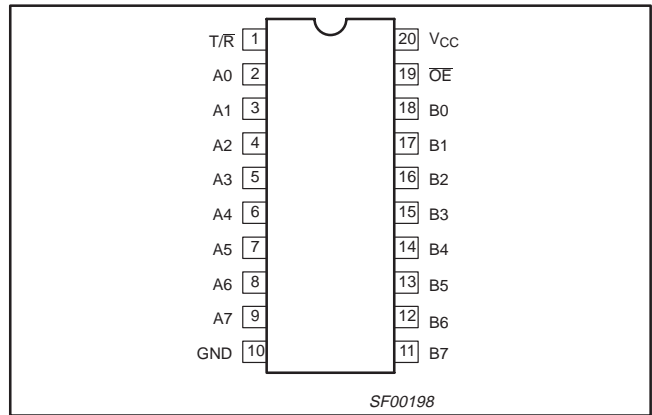 T/R̅ 1 20 VCC
A0 2 19 O̅E̅
A1 3 18 B0
A2 4 17 B1
A3 5 16 B2
A4 6 15 B3
A5 7 14 B4
A6 8 13 B5
A7 9 12 B6
GND 10 11 B7
SF00198